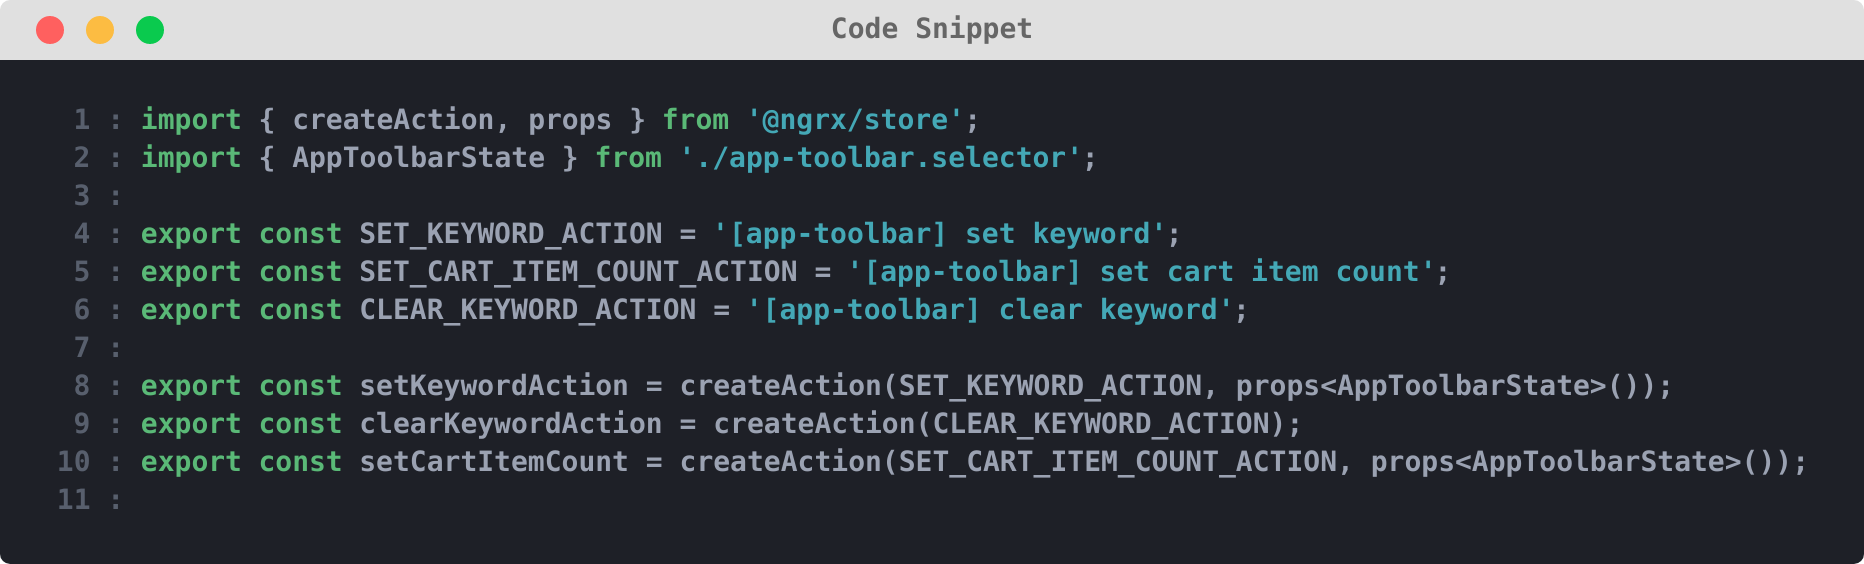 Code Snippet
1 : import { createAction, props } from '@ngrx/store';
2 : import { AppToolbarState } from './app-toolbar.selector';
3 :
4 : export const SET_KEYWORD_ACTION = '[app-toolbar] set keyword';
5 : export const SET_CART_ITEM_COUNT_ACTION = '[app-toolbar] set cart item count';
6 : export const CLEAR_KEYWORD_ACTION = '[app-toolbar] clear keyword';
7 :
8 : export const setKeywordAction = createAction(SET_KEYWORD_ACTION, props<AppToolbarState>());
9 : export const clearKeywordAction = createAction(CLEAR_KEYWORD_ACTION);
10 : export const setCartItemCount = createAction(SET_CART_ITEM_COUNT_ACTION, props<AppToolbarState>());
11 :